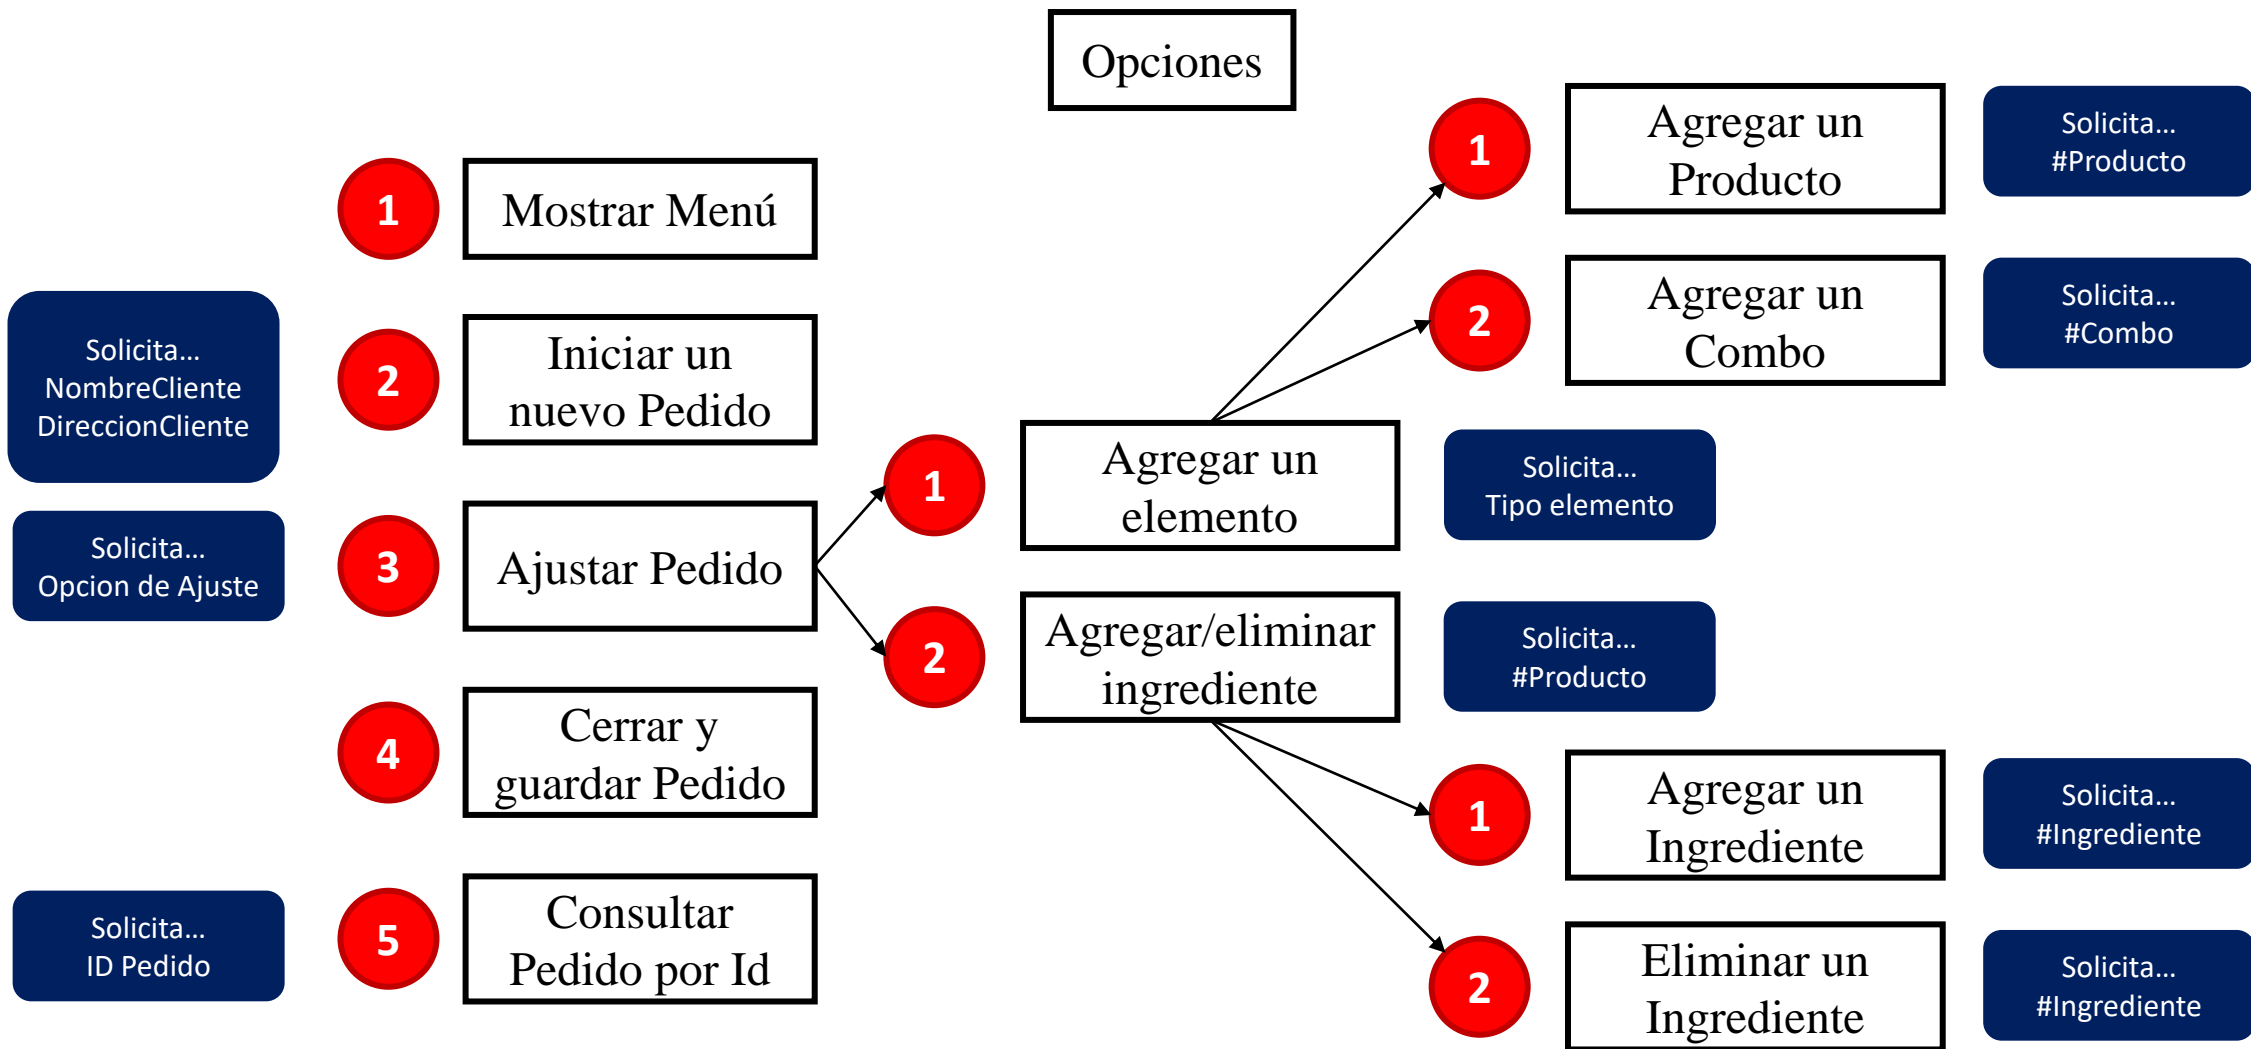 Opciones
1
Mostrar Menú
Solicita...
NombreCliente
DireccionCliente
2
Iniciar un
nuevo Pedido
Solicita...
Opcion de Ajuste
3
Ajustar Pedido
4
Cerrar y
guardar Pedido
Solicita...
ID Pedido
5
Consultar
Pedido por Id
1
Agregar un
elemento
Solicita...
Tipo elemento
2
Agregar/eliminar
ingrediente
Solicita...
#Producto
1
Agregar un
Producto
Solicita...
#Producto
2
Agregar un
Combo
Solicita...
#Combo
1
Agregar un
Ingrediente
Solicita...
#Ingrediente
2
Eliminar un
Ingrediente
Solicita...
#Ingrediente